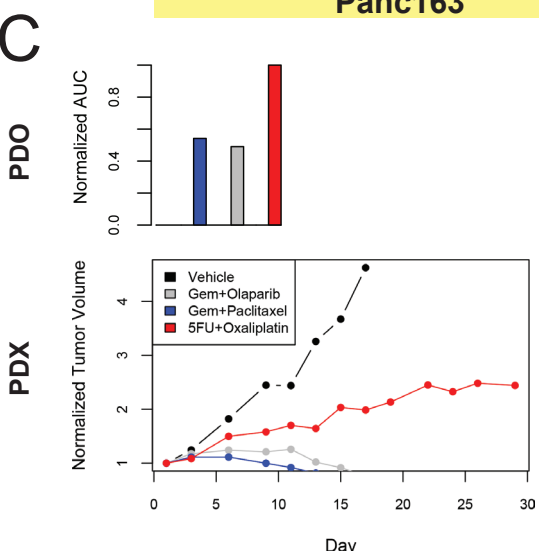 Panc163
C
PDO
Normalized AUC
0.8
0.4
0.0
PDX
Normalized Tumor Volume
4
3
2
1
Vehicle
Gem+Olaparib
Gem+Paclitaxel
5FU+Oxaliplatin
0 5 10 15 20 25 30
Day